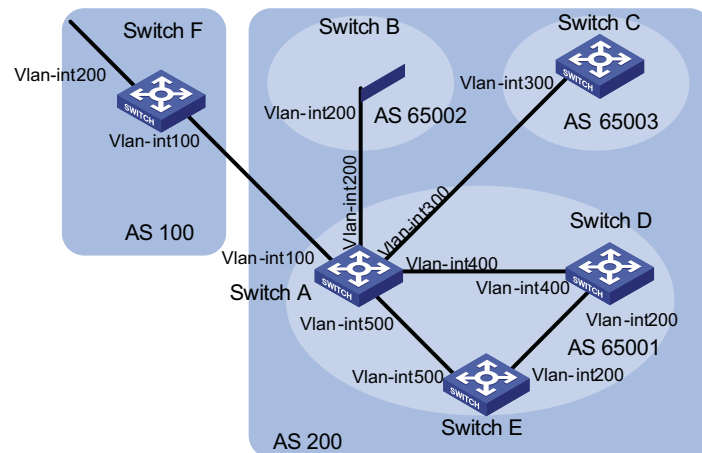 Switch F
Vlan-int200
SWITCH
Vlan-int100
AS 100
Switch B
Vlan-int200
AS 65002
Vlan-int200
Switch C
Vlan-int300
SWITCH
AS 65003
Vlan-int300
Vlan-int100
Switch A
SWITCH
Vlan-int400
Vlan-int500
Switch D
Vlan-int400
SWITCH
Vlan-int200
AS 65001
Vlan-int500
SWITCH
Vlan-int200
Switch E
AS 200